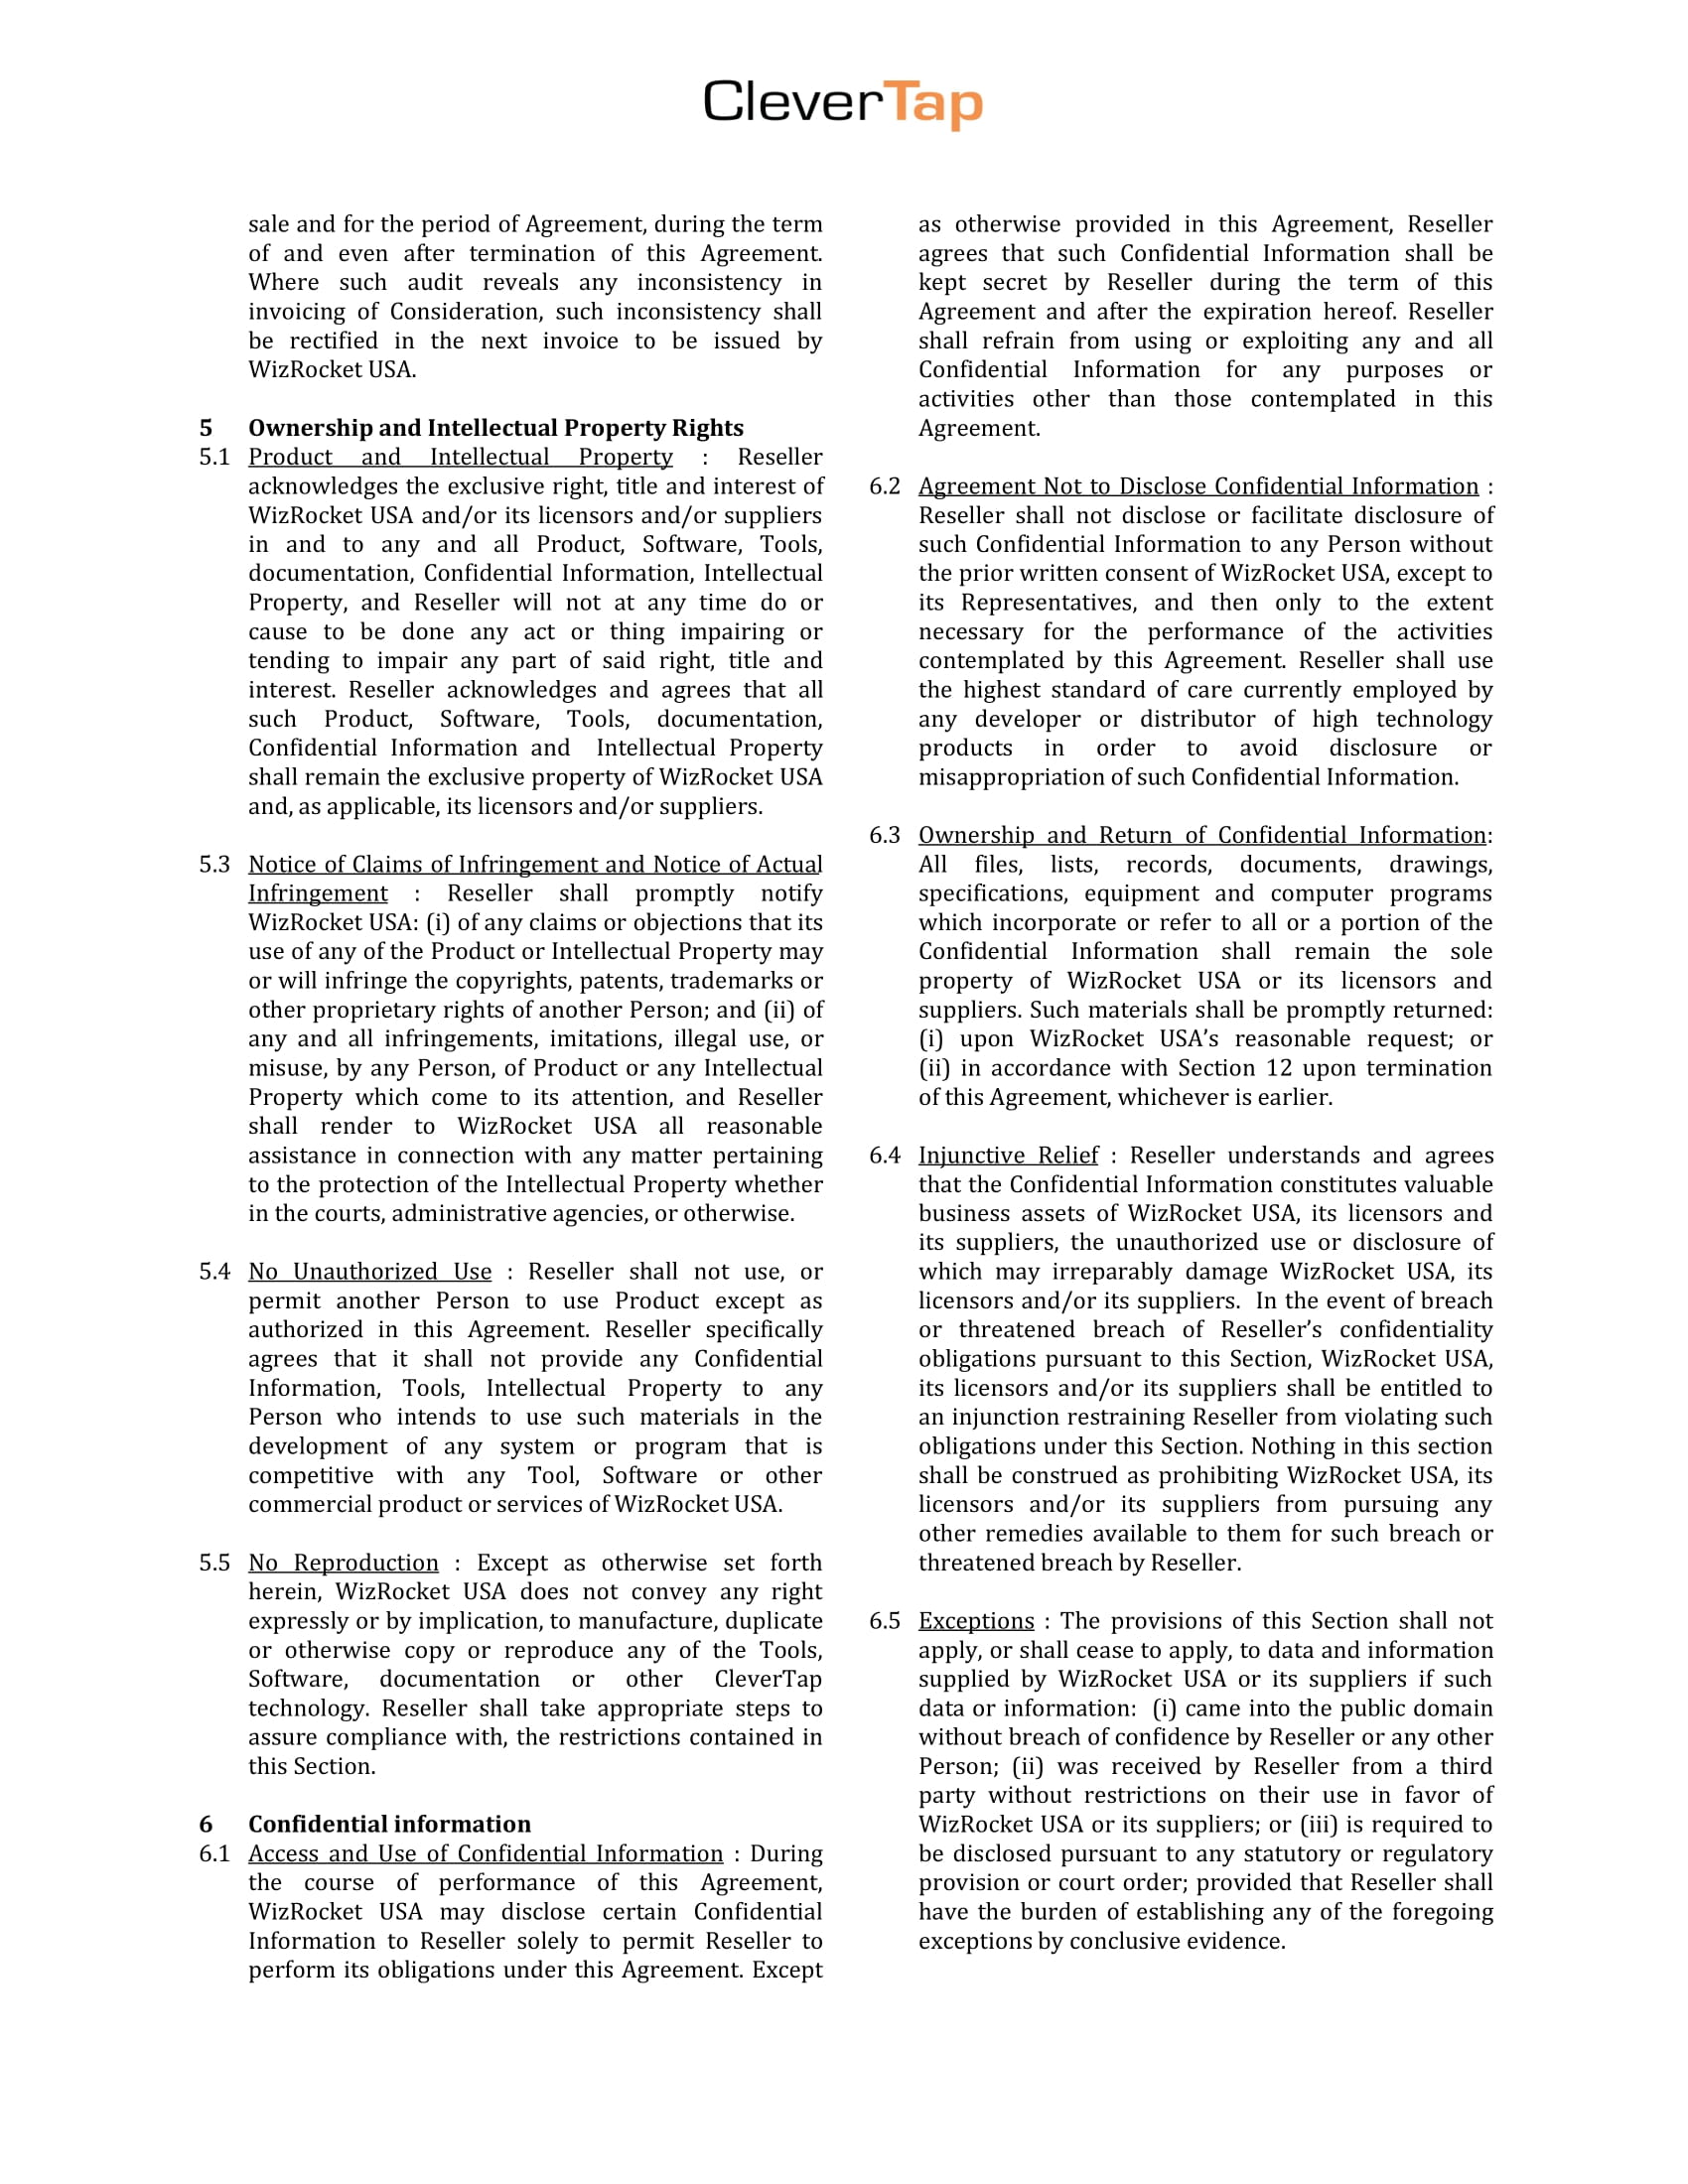 CleverTap
sale and for the period of Agreement, during the term
of and even after termination of this Agreement.
Where such audit reveals any inconsistency in
invoicing of Consideration, such inconsistency shall
be rectified in the next invoice to be issued by
WizRocket USA.
5 Ownership and Intellectual Property Rights
5.1 Product and Intellectual Property : Reseller
acknowledges the exclusive right, title and interest of
WizRocket USA and/or its licensors and/or suppliers
in and to any and all Product, Software, Tools,
documentation, Confidential Information, Intellectual
Property, and Reseller will not at any time do or
cause to be done any act or thing impairing or
tending to impair any part of said right, title and
interest. Reseller acknowledges and agrees that all
such Product, Software, Tools, documentation,
Confidential Information and Intellectual Property
shall remain the exclusive property of WizRocket USA
and, as applicable, its licensors and/or suppliers.
5.3 Notice of Claims of Infringement and Notice of Actual
Infringement : Reseller shall promptly notify
WizRocket USA: (i) of any claims or objections that its
use of any of the Product or Intellectual Property may
or will infringe the copyrights, patents, trademarks or
other proprietary rights of another Person; and (ii) of
any and all infringements, imitations, illegal use, or
misuse, by any Person, of Product or any Intellectual
Property which come to its attention, and Reseller
shall render to WizRocket USA all reasonable
assistance in connection with any matter pertaining
to the protection of the Intellectual Property whether
in the courts, administrative agencies, or otherwise.
5.4 No Unauthorized Use : Reseller shall not use, or
permit another Person to use Product except as
authorized in this Agreement. Reseller specifically
agrees that it shall not provide any Confidential
Information, Tools, Intellectual Property to any
Person who intends to use such materials in the
development of any system or program that is
competitive with any Tool, Software or other
commercial product or services of WizRocket USA.
5.5 No Reproduction : Except as otherwise set forth
herein, WizRocket USA does not convey any right
expressly or by implication, to manufacture, duplicate
or otherwise copy or reproduce any of the Tools,
Software, documentation or other CleverTap
technology. Reseller shall take appropriate steps to
assure compliance with, the restrictions contained in
this Section.
6 Confidential information
6.1 Access and Use of Confidential Information : During
the course of performance of this Agreement,
WizRocket USA may disclose certain Confidential
Information to Reseller solely to permit Reseller to
perform its obligations under this Agreement. Except
as otherwise provided in this Agreement, Reseller
agrees that such Confidential Information shall be
kept secret by Reseller during the term of this
Agreement and after the expiration hereof. Reseller
shall refrain from using or exploiting any and all
Confidential Information for any purposes or
activities other than those contemplated in this
Agreement.
6.2 Agreement Not to Disclose Confidential Information :
Reseller shall not disclose or facilitate disclosure of
such Confidential Information to any Person without
the prior written consent of WizRocket USA, except to
its Representatives, and then only to the extent
necessary for the performance of the activities
contemplated by this Agreement. Reseller shall use
the highest standard of care currently employed by
any developer or distributor of high technology
products in order to avoid disclosure or
misappropriation of such Confidential Information.
6.3 Ownership and Return of Confidential Information:
All files, lists, records, documents, drawings,
specifications, equipment and computer programs
which incorporate or refer to all or a portion of the
Confidential Information shall remain the sole
property of WizRocket USA or its licensors and
suppliers. Such materials shall be promptly returned:
(i) upon WizRocket USA’s reasonable request; or
(ii) in accordance with Section 12 upon termination
of this Agreement, whichever is earlier.
6.4 Injunctive Relief : Reseller understands and agrees
that the Confidential Information constitutes valuable
business assets of WizRocket USA, its licensors and
its suppliers, the unauthorized use or disclosure of
which may irreparably damage WizRocket USA, its
licensors and/or its suppliers. In the event of breach
or threatened breach of Reseller’s confidentiality
obligations pursuant to this Section, WizRocket USA,
its licensors and/or its suppliers shall be entitled to
an injunction restraining Reseller from violating such
obligations under this Section. Nothing in this section
shall be construed as prohibiting WizRocket USA, its
licensors and/or its suppliers from pursuing any
other remedies available to them for such breach or
threatened breach by Reseller.
6.5 Exceptions : The provisions of this Section shall not
apply, or shall cease to apply, to data and information
supplied by WizRocket USA or its suppliers if such
data or information: (i) came into the public domain
without breach of confidence by Reseller or any other
Person; (ii) was received by Reseller from a third
party without restrictions on their use in favor of
WizRocket USA or its suppliers; or (iii) is required to
be disclosed pursuant to any statutory or regulatory
provision or court order; provided that Reseller shall
have the burden of establishing any of the foregoing
exceptions by conclusive evidence.